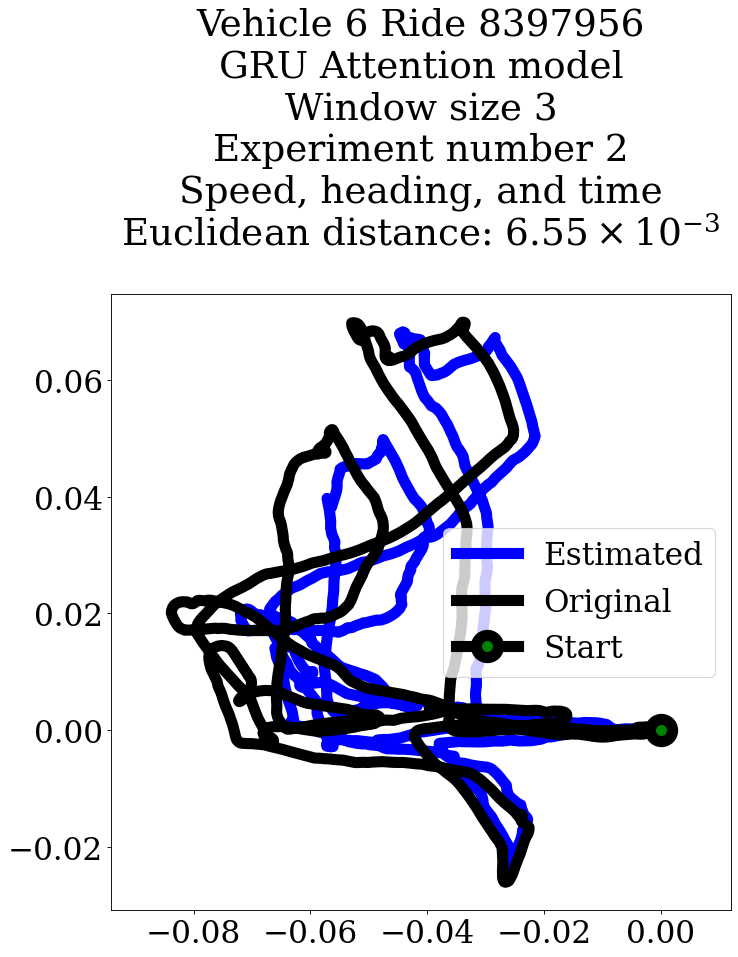 Vehicle 6 Ride 8397956
GRU Attention model
Window size 3
Experiment number 2
Speed, heading, and time
Euclidean distance: 6.55 × 10⁻³
0.06
0.04
0.02
0.00
−0.02
Estimated
Original
Start
−0.08 −0.06 −0.04 −0.02 0.00